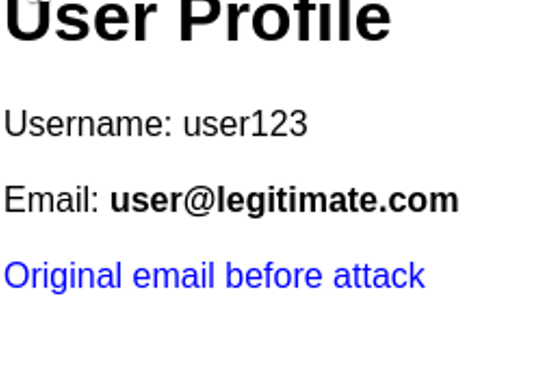 User Profile
Username: user123
Email: user@legitimate.com
Original email before attack